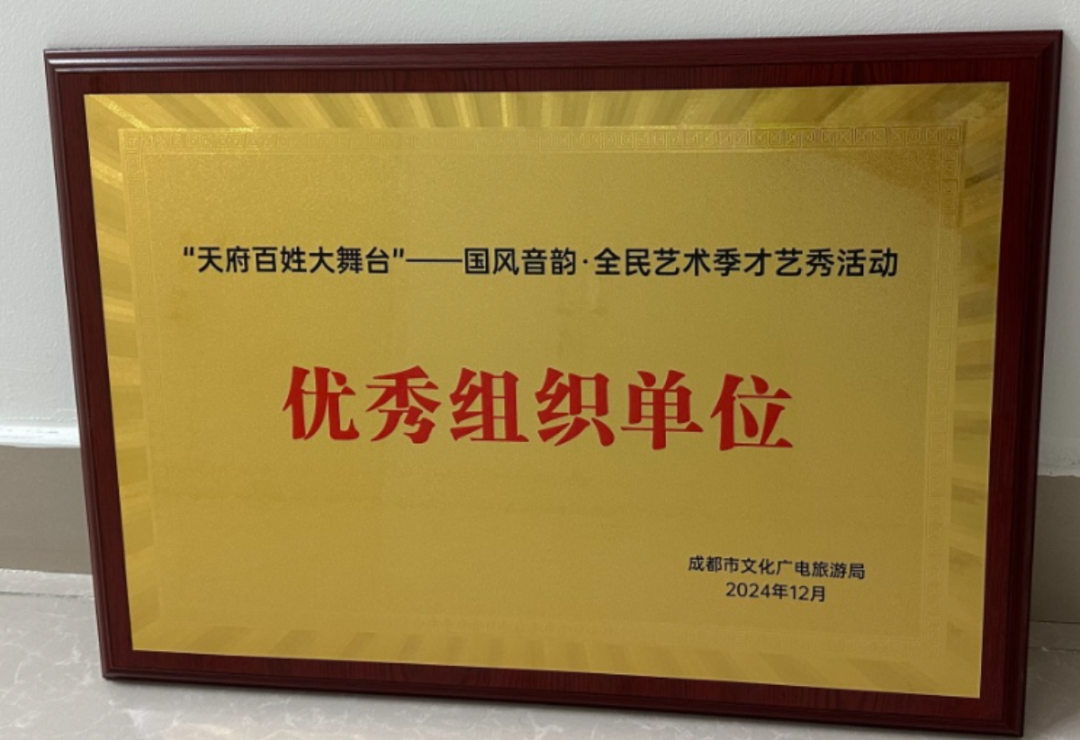 “天府百姓大舞台”——国风音韵·全民艺术季才艺秀活动
优秀组织单位
成都市文化广电旅游局
2024年12月